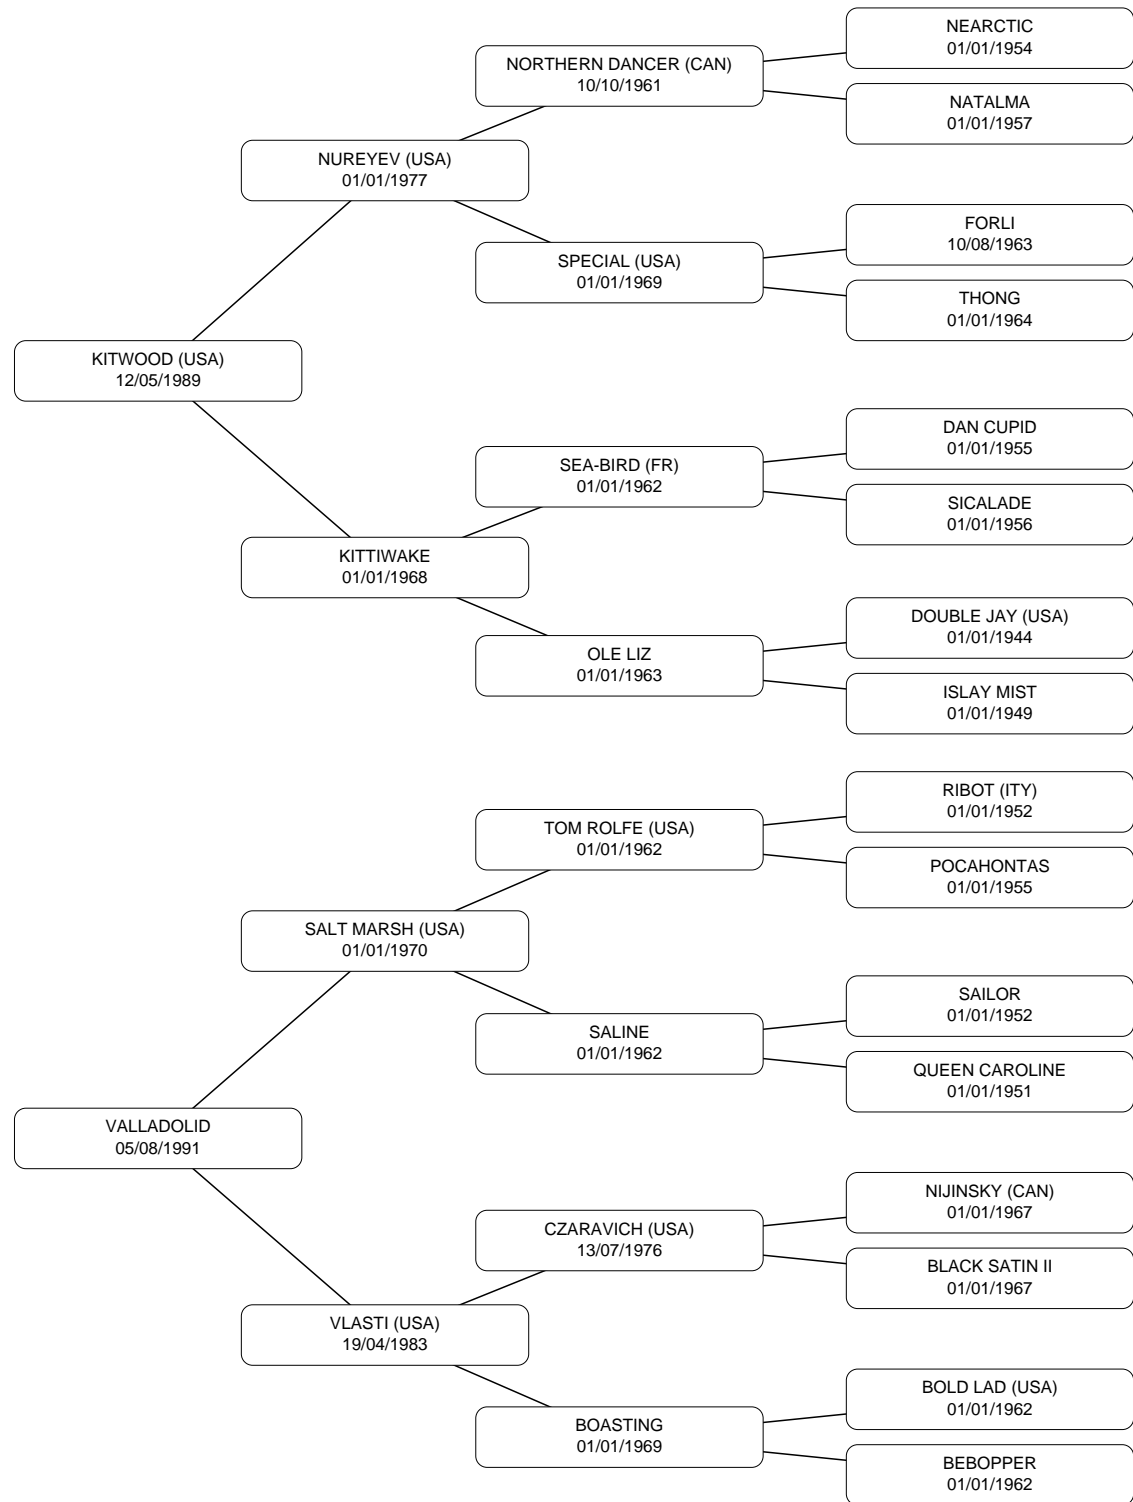 NEARCTIC
01/01/1954
NORTHERN DANCER (CAN)
10/10/1961
NATALMA
01/01/1957
NUREYEV (USA)
01/01/1977
FORLI
10/08/1963
SPECIAL (USA)
01/01/1969
THONG
01/01/1964
KITWOOD (USA)
12/05/1989
DAN CUPID
01/01/1955
SEA-BIRD (FR)
01/01/1962
SICALADE
01/01/1956
KITTIWAKE
01/01/1968
DOUBLE JAY (USA)
01/01/1944
OLE LIZ
01/01/1963
ISLAY MIST
01/01/1949
RIBOT (ITY)
01/01/1952
TOM ROLFE (USA)
01/01/1962
POCAHONTAS
01/01/1955
SALT MARSH (USA)
01/01/1970
SAILOR
01/01/1952
SALINE
01/01/1962
QUEEN CAROLINE
01/01/1951
VALLADOLID
05/08/1991
NIJINSKY (CAN)
01/01/1967
CZARAVICH (USA)
13/07/1976
BLACK SATIN II
01/01/1967
VLASTI (USA)
19/04/1983
BOLD LAD (USA)
01/01/1962
BOASTING
01/01/1969
BEBOPPER
01/01/1962